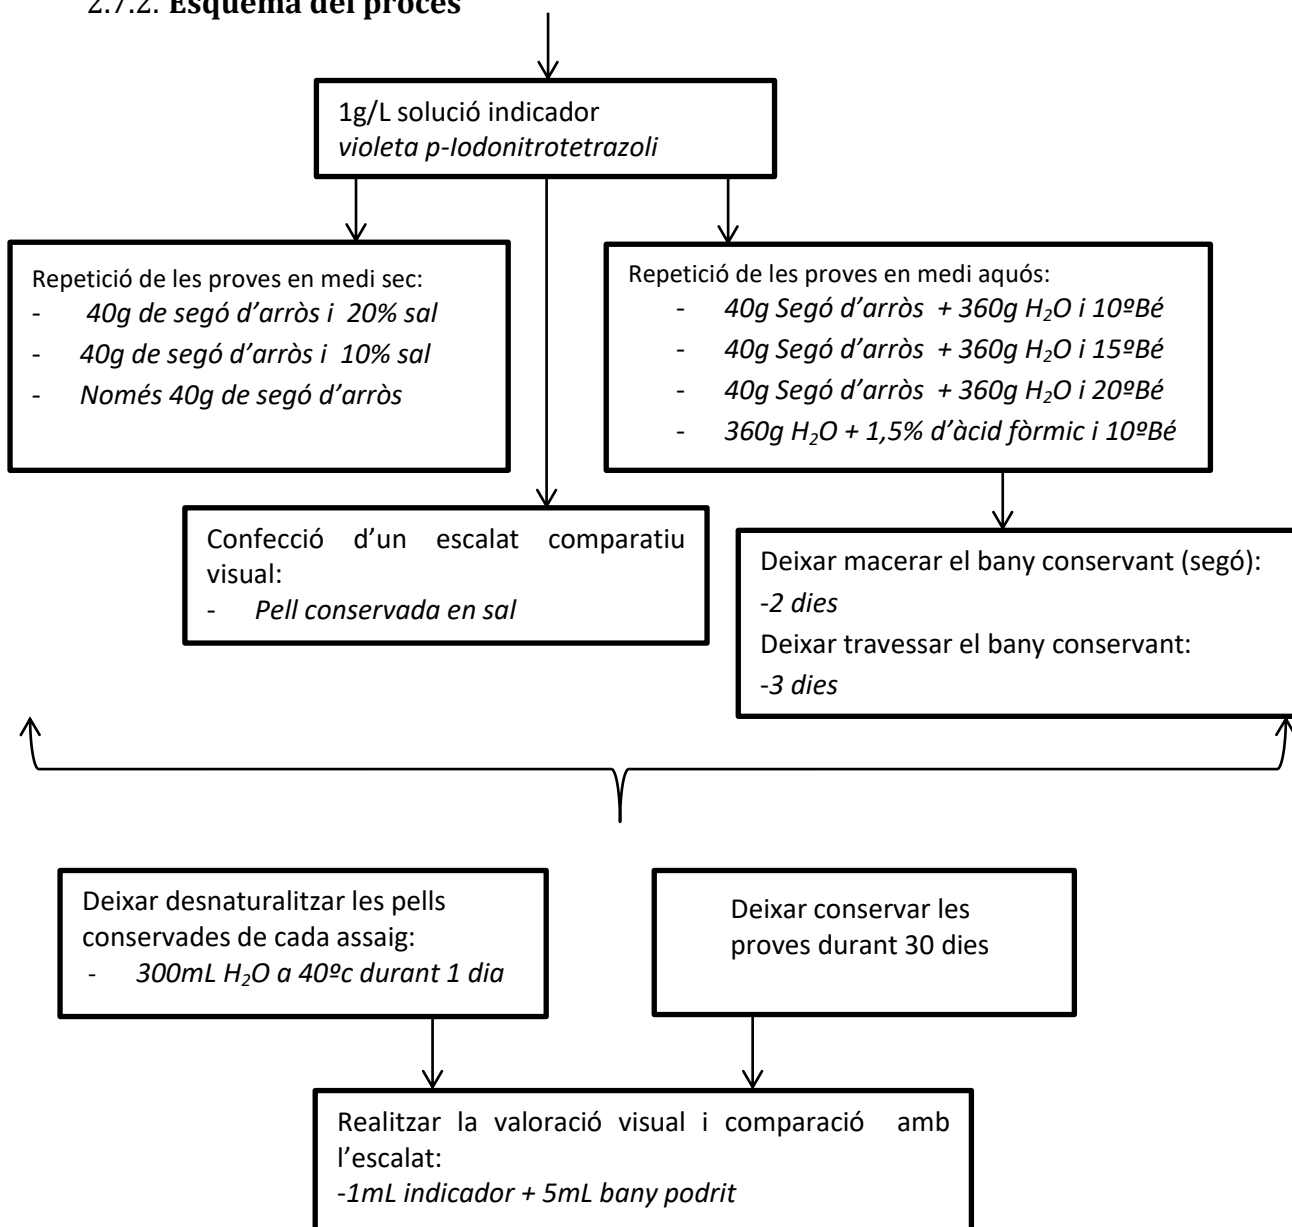 2.7.2. Esquema del procés
1g/L solució indicador
violeta p-Iodonitrotetrazoli
Repetició de les proves en medi sec:
- 40g de segó d'arròs i 20% sal
- 40g de segó d'arròs i 10% sal
- Només 40g de segó d'arròs
Repetició de les proves en medi aquós:
- 40g Segó d'arròs + 360g H₂O i 10ºBé
- 40g Segó d'arròs + 360g H₂O i 15ºBé
- 40g Segó d'arròs + 360g H₂O i 20ºBé
- 360g H₂O + 1,5% d'àcid fòrmic i 10ºBé
Confecció d'un escalat comparatiu
visual:
- Pell conservada en sal
Deixar macerar el bany conservant (segó):
-2 dies
Deixar travessar el bany conservant:
-3 dies
Deixar desnaturalitzar les pells
conservades de cada assaig:
- 300mL H₂O a 40ºc durant 1 dia
Deixar conservar les
proves durant 30 dies
Realitzar la valoració visual i comparació amb
l'escalat:
-1mL indicador + 5mL bany podrit